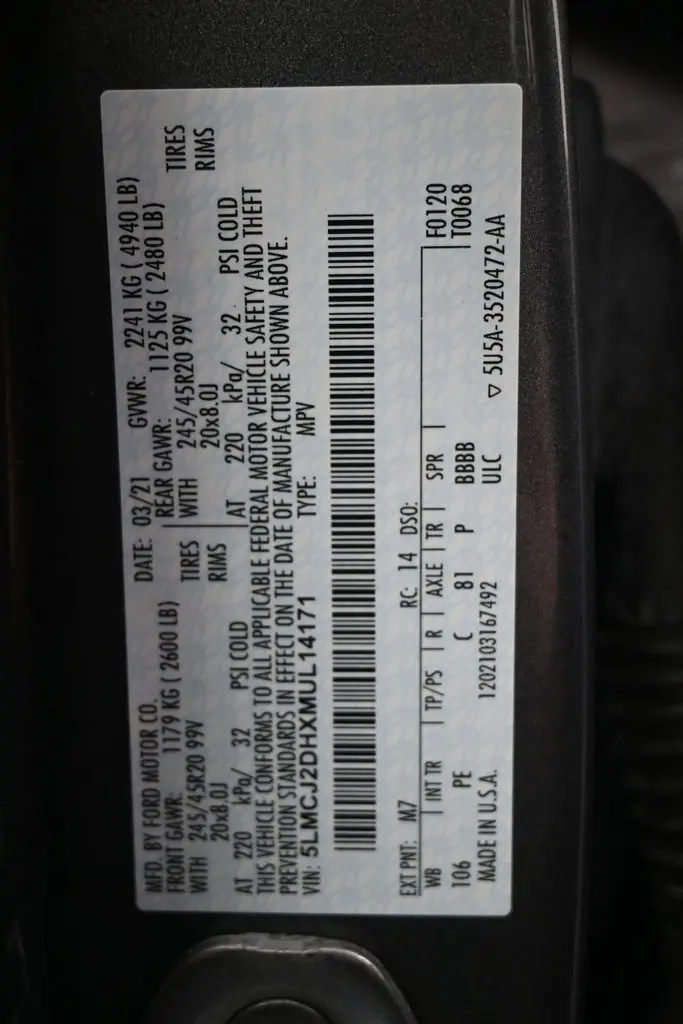 MFD. BY FORD MOTOR CO. DATE: 03/21 GVWR: 2241 KG ( 4940 LB)
FRONT GAWR: 1179 KG ( 2600 LB) REAR GAWR: 1125 KG ( 2480 LB)
WITH 245/45R20 99V TIRES WITH 245/45R20 99V TIRES
20x8.0J RIMS 20x8.0J RIMS
AT 220 kPa/ 32 PSI COLD AT 220 kPa/ 32 PSI COLD
THIS VEHICLE CONFORMS TO ALL APPLICABLE FEDERAL MOTOR VEHICLE SAFETY AND THEFT
PREVENTION STANDARDS IN EFFECT ON THE DATE OF MANUFACTURE SHOWN ABOVE.
VIN: 5LMCJ2DHXMUL14171 TYPE: MPV
EXT PNT: M7 RC: 14 DSO:
WB INT TR TP/PS R AXLE TR SPR F0120
106 PE C 81 P BBBB T0068
MADE IN U.S.A. 1202103167492 ULC ▽ 5U5A-3520472-AA